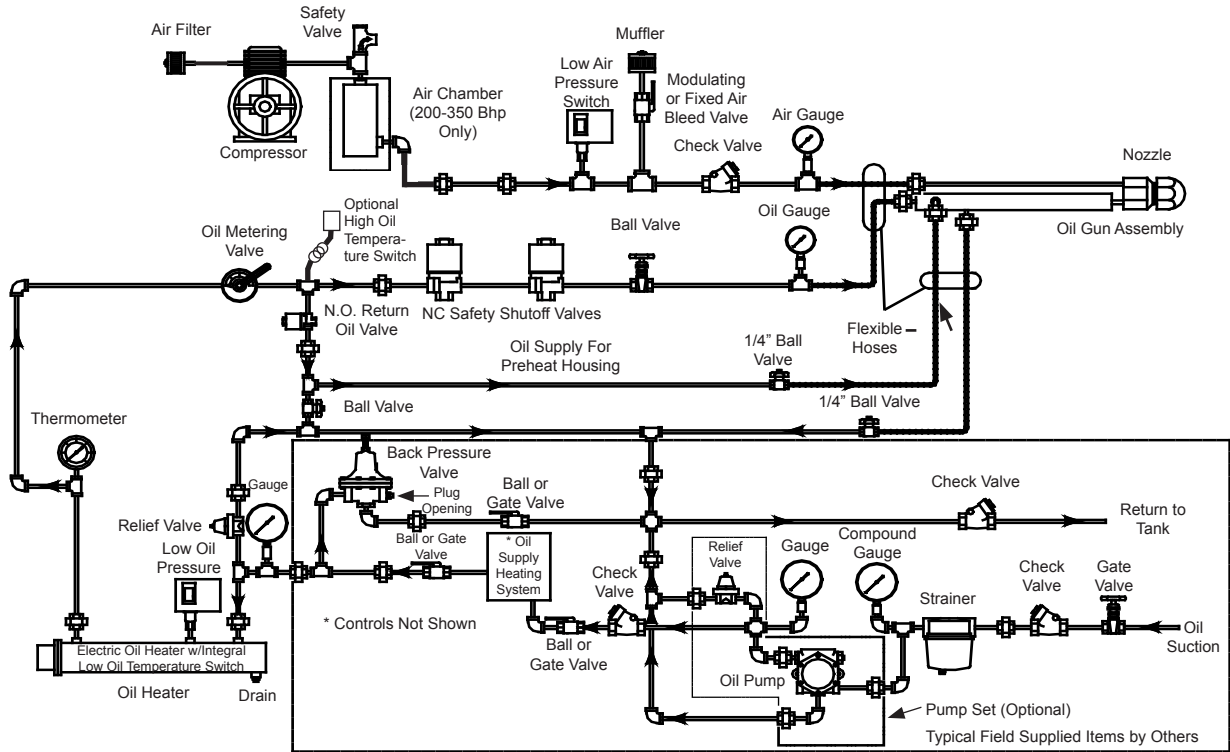 Safety
Valve
Air Filter
Muffler
Low Air
Pressure
Switch
Modulating
or Fixed Air
Bleed Valve
Air Chamber
(200-350 Bhp
Only)
Air Gauge
Check Valve
Nozzle
Compressor
Optional
High Oil
Tempera-
ture Switch
Oil Metering
Valve
Ball Valve
Oil Gauge
Oil Gun Assembly
N.O. Return
Oil Valve
NC Safety Shutoff Valves
Flexible –
Hoses
Oil Supply For
Preheat Housing
1/4” Ball
Valve
Ball Valve
1/4” Ball Valve
Thermometer
Back Pressure
Valve
Plug
Opening
Gauge
Ball or
Gate Valve
Check Valve
Return to
Tank
Relief Valve
Low Oil
Pressure
Ball or Gate
Valve
* Oil
Supply
Heating
System
Relief
Valve
Gauge
Compound
Gauge
Check
Valve
Check
Valve
Gate
Valve
Strainer
* Controls Not Shown
Ball or
Gate Valve
Oil
Suction
Electric Oil Heater w/Integral
Low Oil Temperature Switch
Oil Heater
Drain
Oil Pump
Pump Set (Optional)
Typical Field Supplied Items by Others